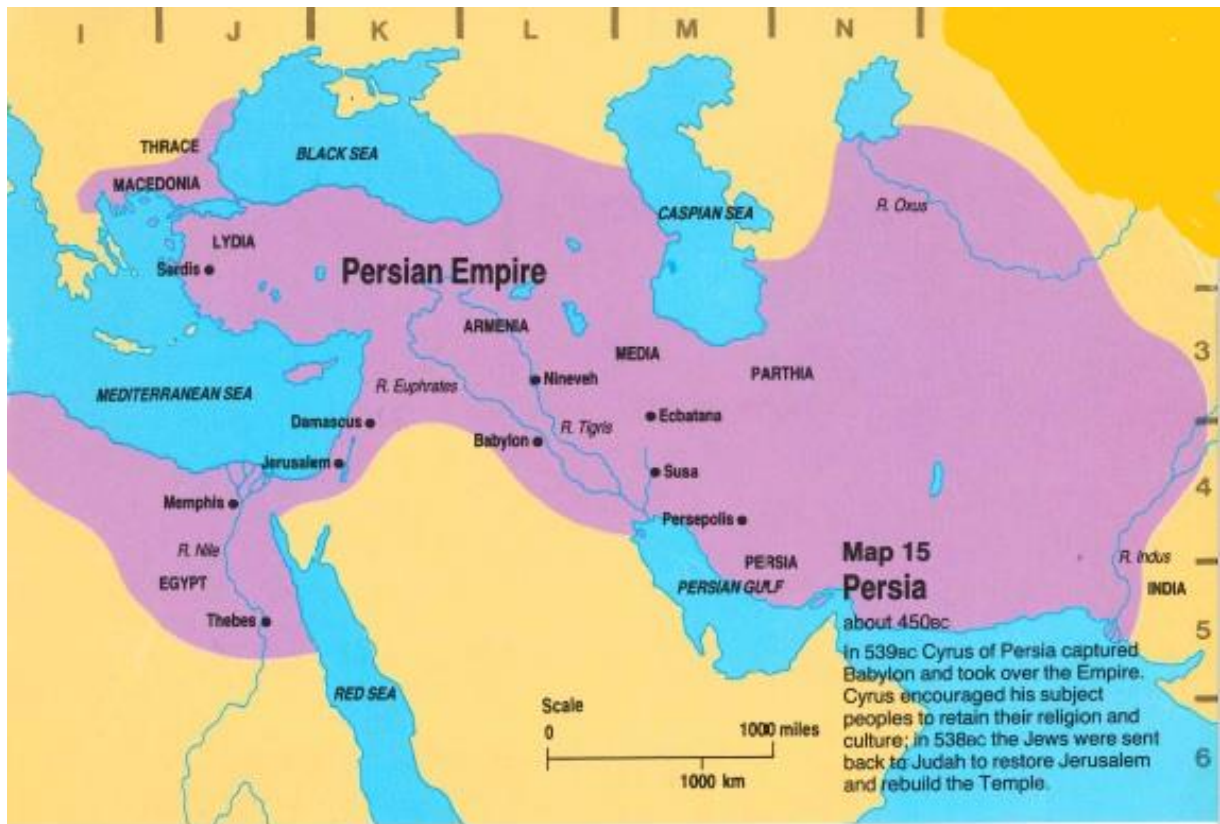 I J K L M N
THRACE
BLACK SEA
MACEDONIA
CASPIAN SEA
R. Oxus
LYDIA
Sardis
Persian Empire
ARMENIA
3
MEDIA
PARTHIA
Nineveh
R. Euphrates
MEDITERRANEAN SEA
Ecbatana
Damascus
R. Tigris
Babylon
Jerusalem
Susa
4
Memphis
Persepolis
R. Nile
Map 15
PERSIA
R. Indus
EGYPT
PERSIAN GULF
Persia
INDIA
Thebes
about 450BC
5
In 539BC Cyrus of Persia captured
Babylon and took over the Empire.
RED SEA
Cyrus encouraged his subject
Scale
peoples to retain their religion and
0 1000 miles
culture; in 538BC the Jews were sent
back to Judah to restore Jerusalem
6
1000 km
and rebuild the Temple.